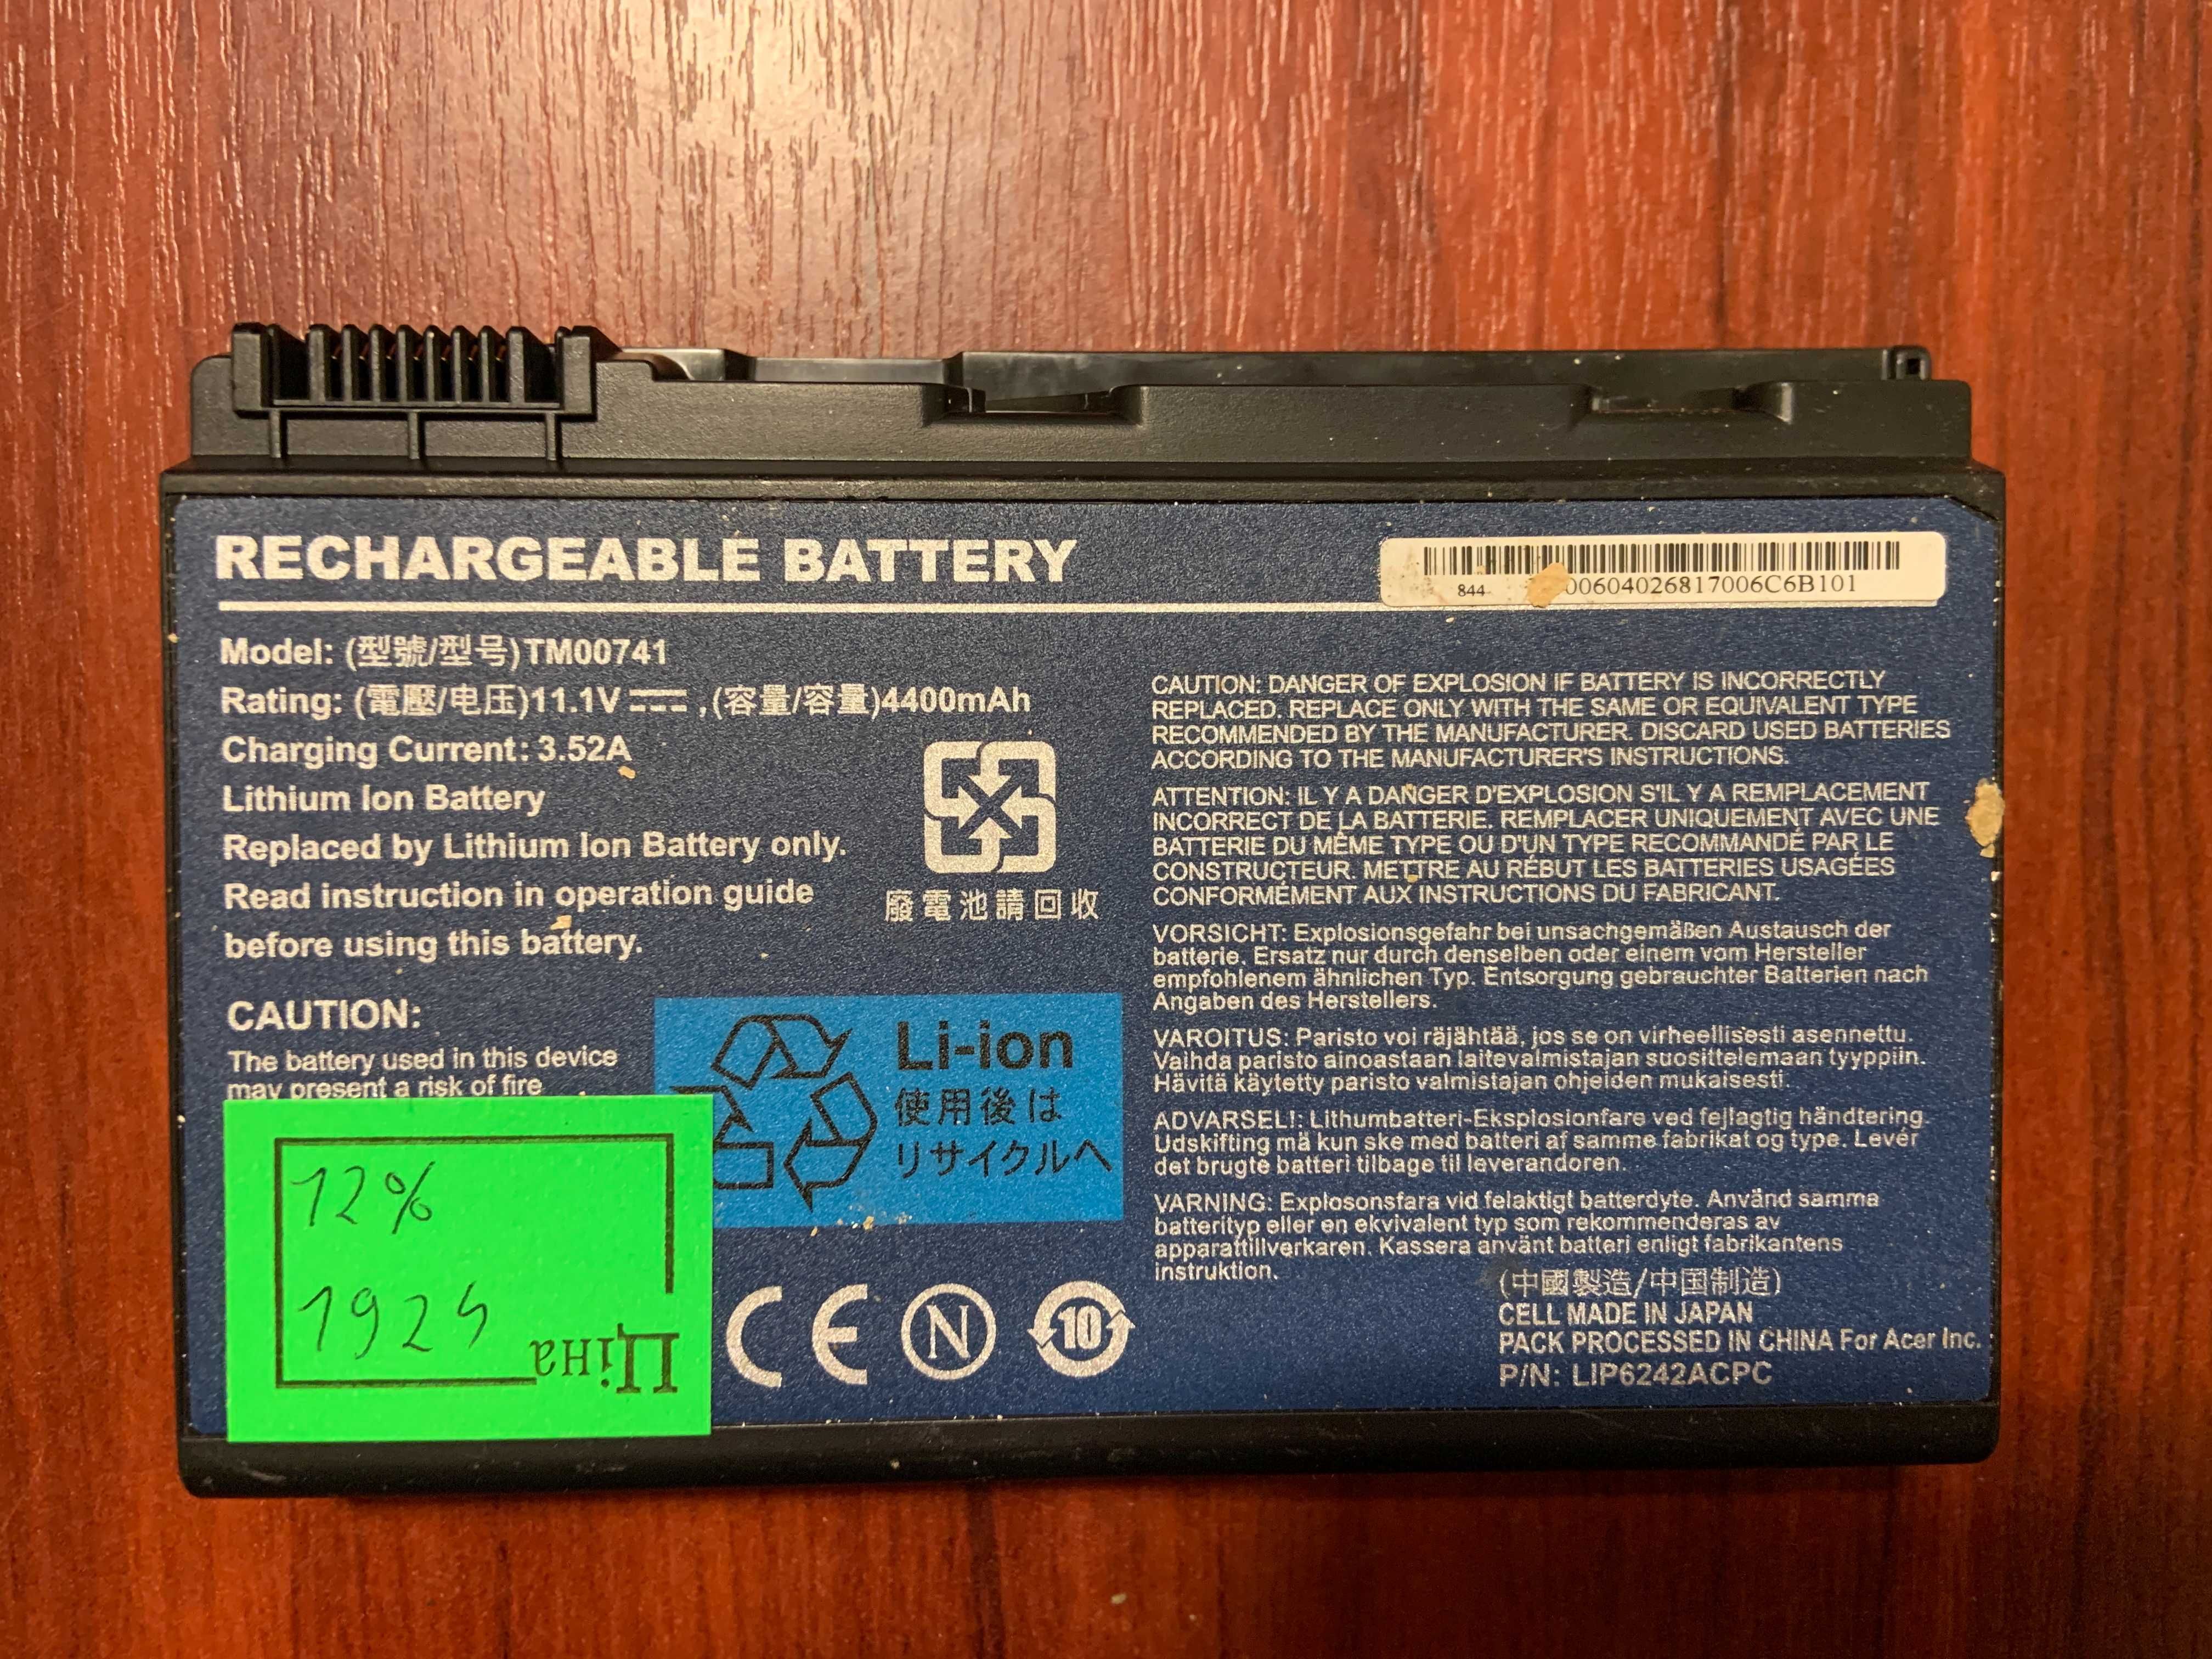 RECHARGEABLE BATTERY
844
00604026817006C6B101
Model: (型號/型号)TM00741
Rating: (電壓/电压)11.1V ,(容量/容量)4400mAh
Charging Current: 3.52A
Lithium Ion Battery
Replaced by Lithium Ion Battery only.
Read instruction in operation guide
before using this battery.
廢電池請回收
CAUTION:
The battery used in this device
may present a risk of fire
Li-ion
使用後は
リサイクルへ
12%
Ціна
CE
N
10
CAUTION: DANGER OF EXPLOSION IF BATTERY IS INCORRECTLY
REPLACED. REPLACE ONLY WITH THE SAME OR EQUIVALENT TYPE
RECOMMENDED BY THE MANUFACTURER. DISCARD USED BATTERIES
ACCORDING TO THE MANUFACTURER'S INSTRUCTIONS.
ATTENTION: IL Y A DANGER D'EXPLOSION S'IL Y A REMPLACEMENT
INCORRECT DE LA BATTERIE. REMPLACER UNIQUEMENT AVEC UNE
BATTERIE DU MÊME TYPE OU D'UN TYPE RECOMMANDÉ PAR LE
CONSTRUCTEUR. METTRE AU RÉBUT LES BATTERIES USAGÉES
CONFORMÉMENT AUX INSTRUCTIONS DU FABRICANT.
VORSICHT: Explosionsgefahr bei unsachgemäßen Austausch der
batterie. Ersatz nur durch denselben oder einem vom Hersteller
empfohlenem ähnlichen Typ. Entsorgung gebrauchter Batterien nach
Angaben des Herstellers.
VAROITUS: Paristo voi räjähtää, jos se on virheellisesti asennettu.
Vaihda paristo ainoastaan laitevalmistajan suosittelemaan tyyppiin.
Hävitä käytetty paristo valmistajan ohjeiden mukaisesti.
ADVARSEL!: Lithumbatteri-Eksplosionfare ved fejlagtig händtering.
Udskifting mä kun ske med batteri af samme fabrikat og type. Levér
det brugte batteri tilbage til leverandoren.
VARNING: Explosonsfara vid felaktigt batterdyte. Använd samma
batterityp eller en ekvivalent typ som rekommenderas av
apparattillverkaren. Kassera använt batteri enligt fabrikantens
instruktion.
(中國製造/中国制造)
CELL MADE IN JAPAN
PACK PROCESSED IN CHINA For Acer Inc.
P/N: LIP6242ACPC